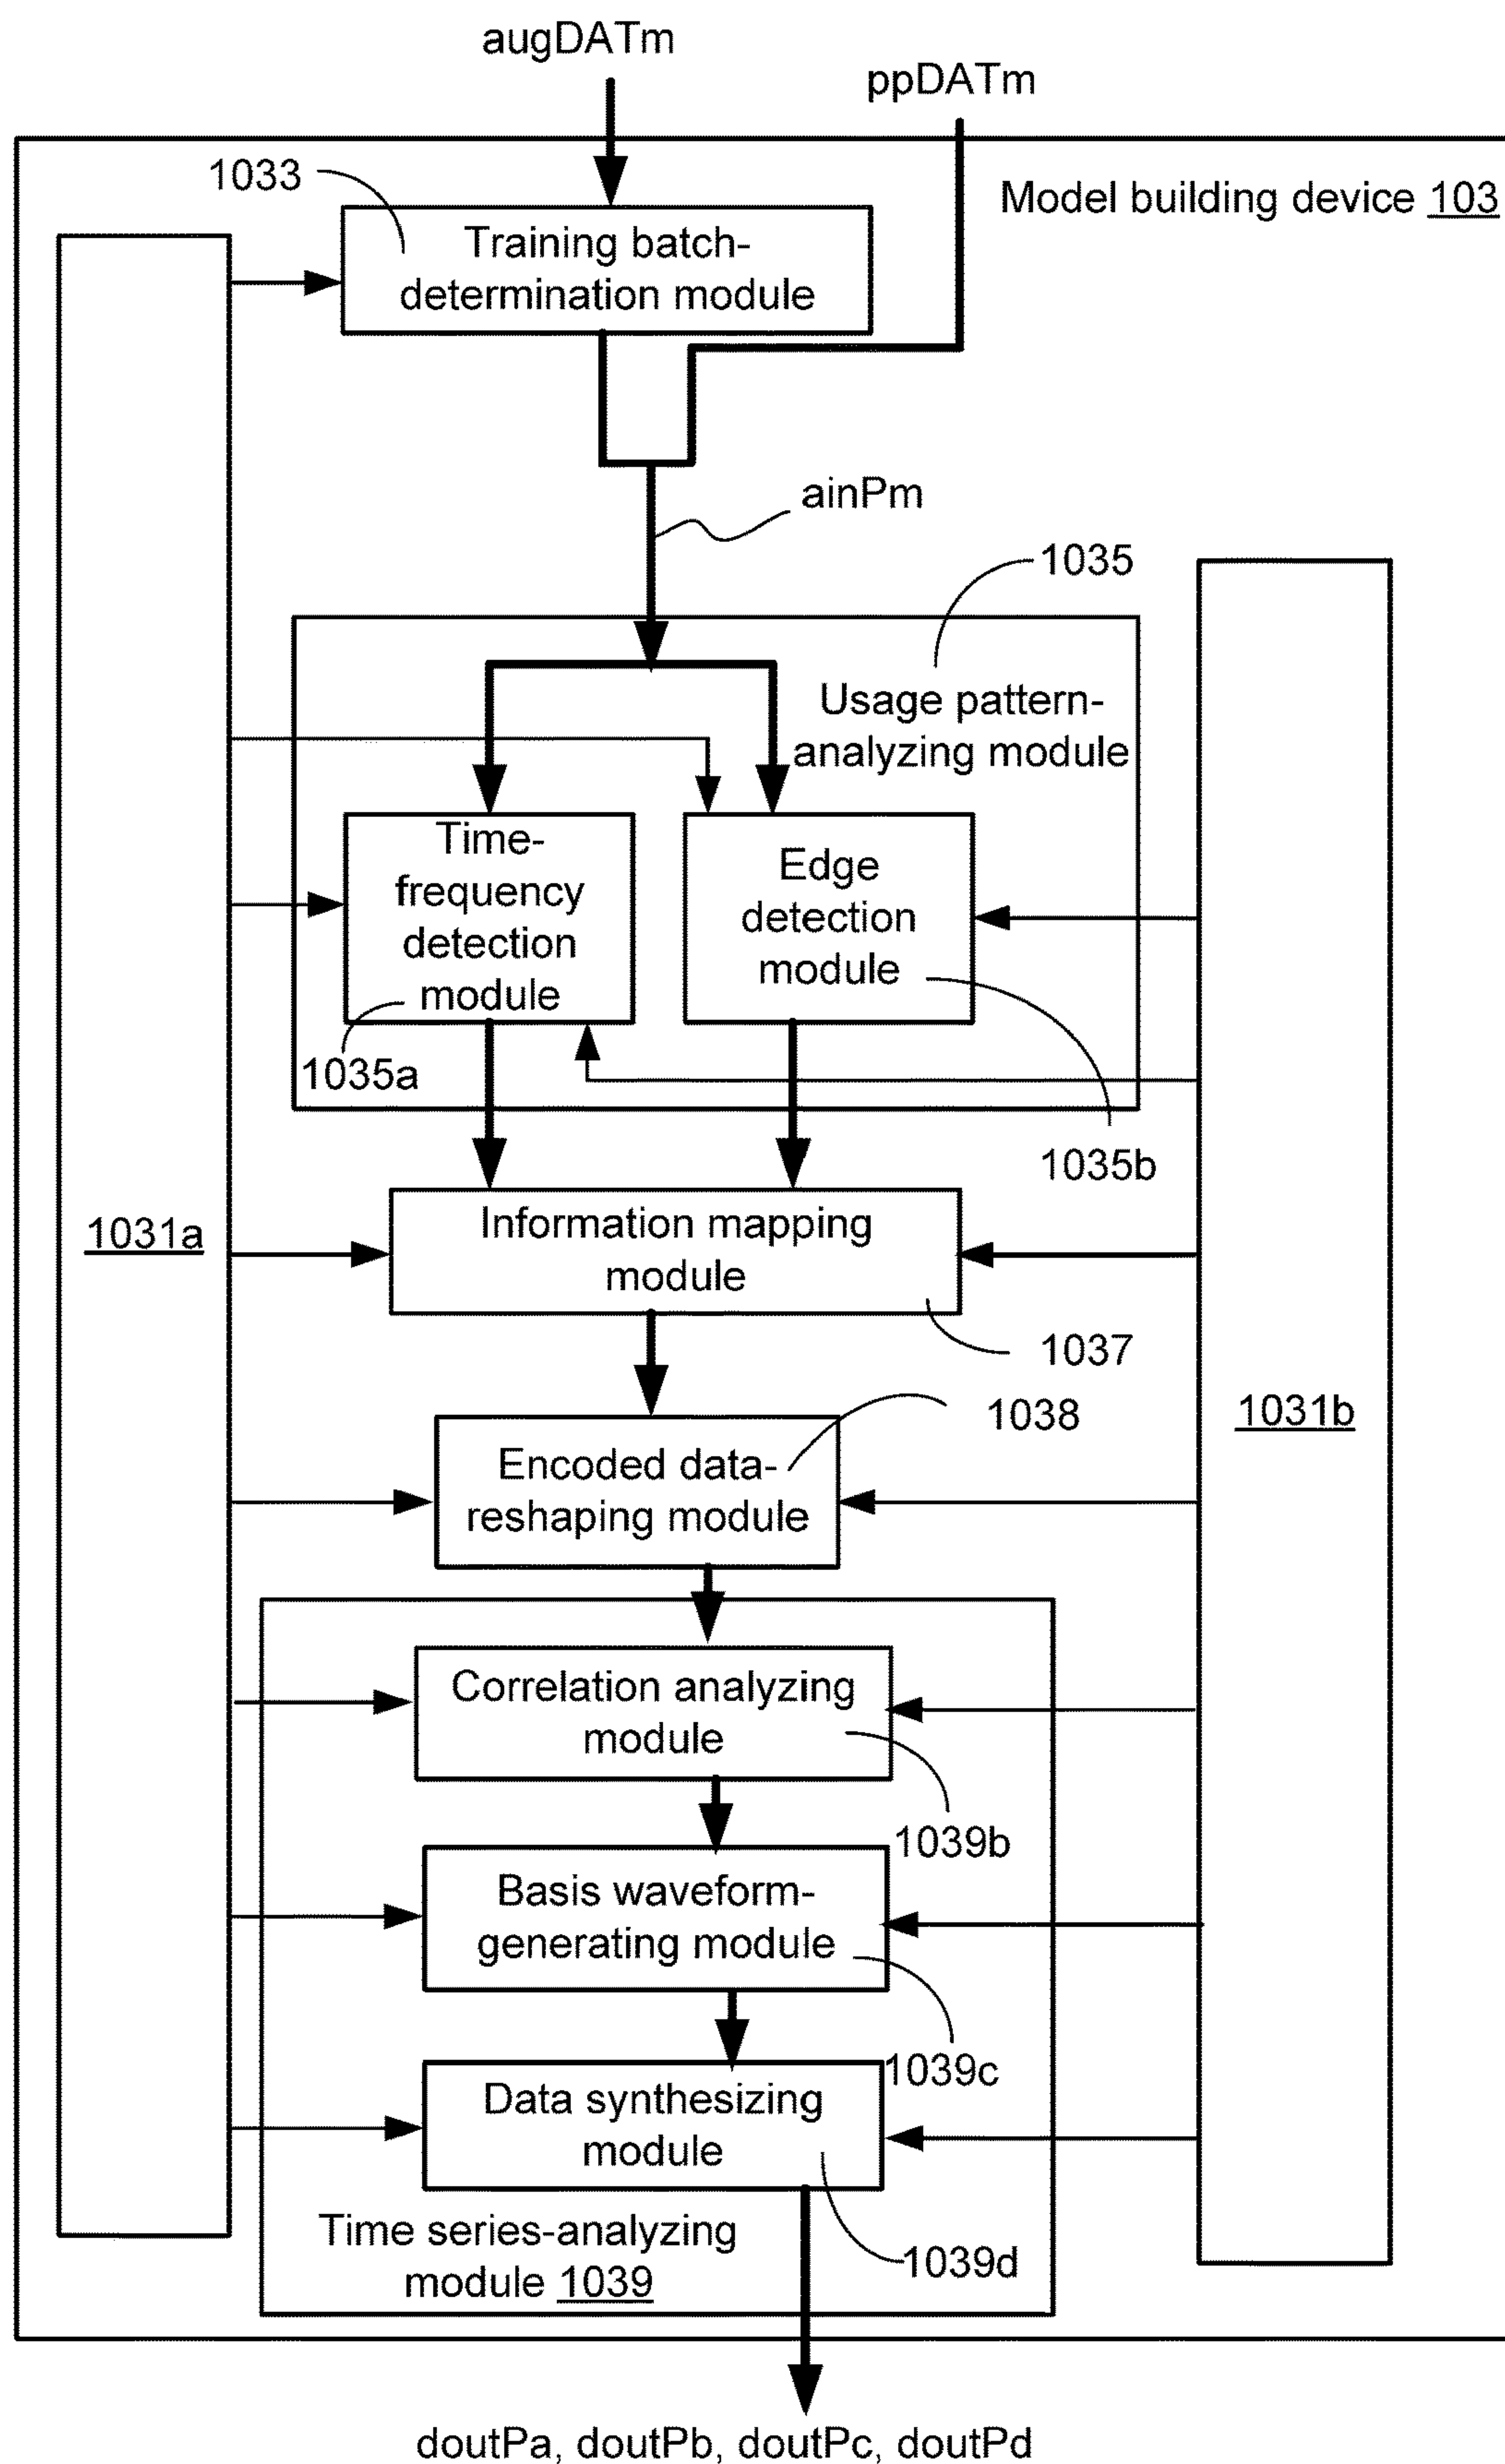 augDATm
ppDATm
1033
Model building device 103
Training batch-
determination module
ainPm
1035
Usage pattern-
analyzing module
Time-
frequency
detection
module
Edge
detection
module
1035a
1035b
1031a
Information mapping
module
1037
1031b
1038
Encoded data-
reshaping module
Correlation analyzing
module
1039b
Basis waveform-
generating module
1039c
Data synthesizing
module
Time series-analyzing
module 1039
1039d
doutPa, doutPb, doutPc, doutPd